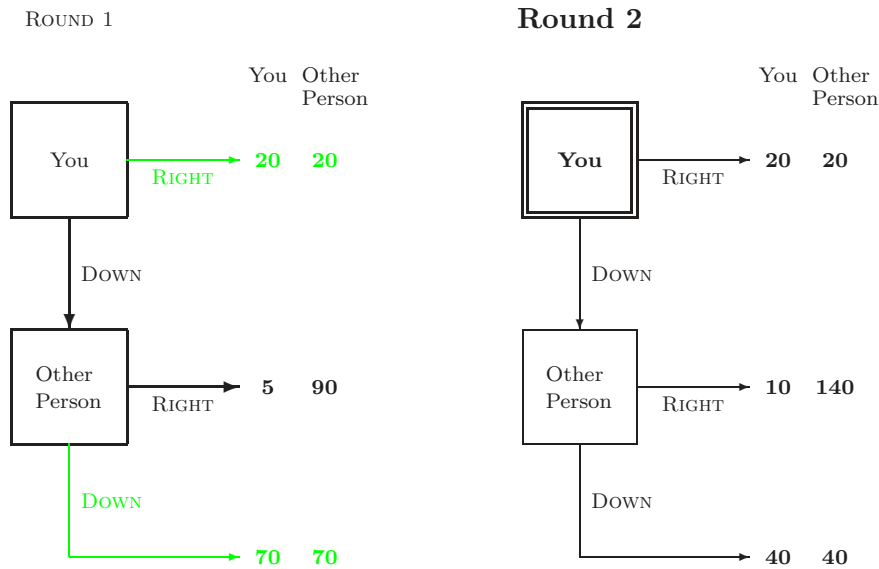 ROUND 1
You Other
Person
You
20 20
RIGHT
DOWN
Other
Person
5 90
RIGHT
DOWN
70 70
Round 2
You Other
Person
You
20 20
RIGHT
DOWN
Other
Person
10 140
RIGHT
DOWN
40 40